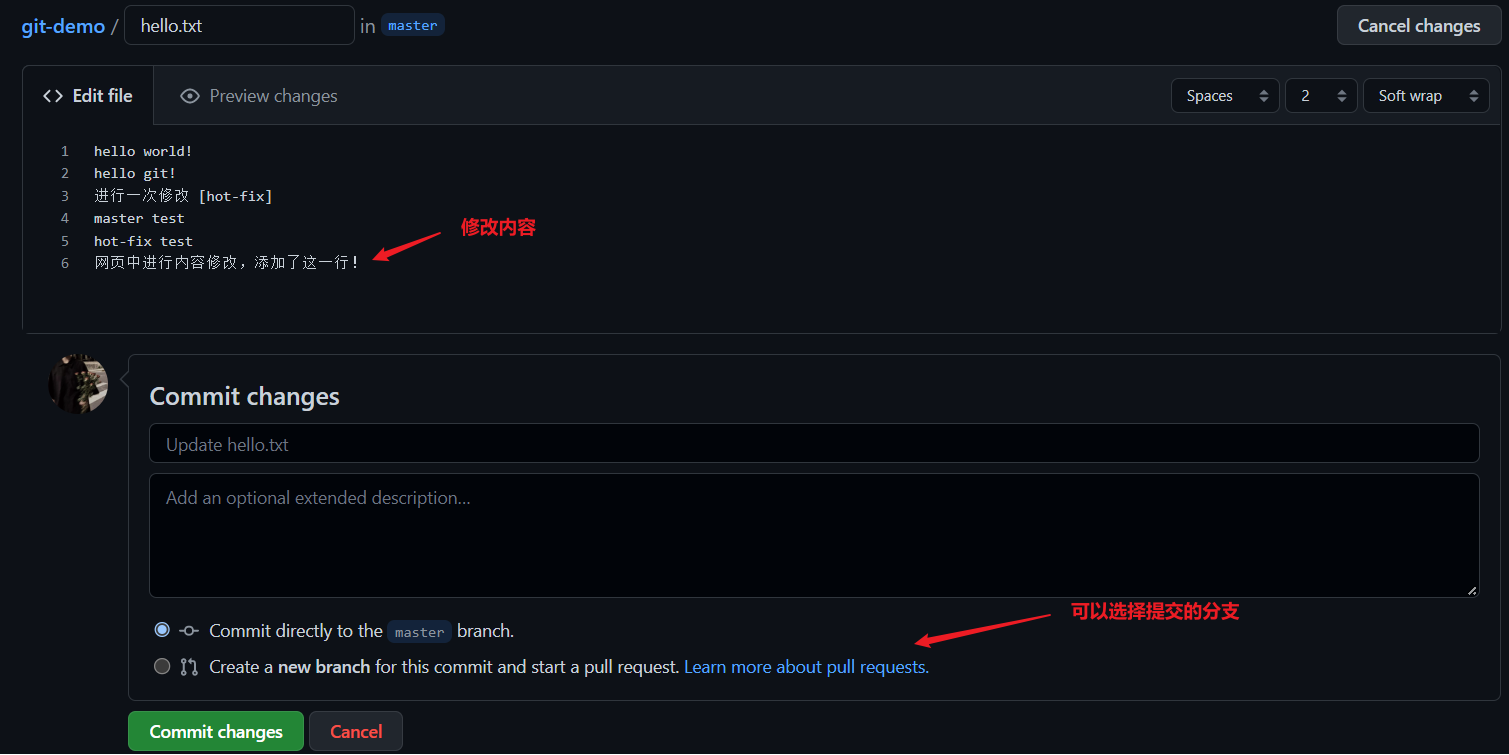 git-demo / hello.txt in master Cancel changes
Edit file Preview changes Spaces 2 Soft wrap
1 hello world!
2 hello git!
3 进行一次修改 [hot-fix]
4 master test
5 hot-fix test
6 网页中进行内容修改，添加了这一行！
修改内容
Commit changes
Update hello.txt
Add an optional extended description...
可以选择提交的分支
Commit directly to the master branch.
Create a new branch for this commit and start a pull request. Learn more about pull requests.
Commit changes Cancel